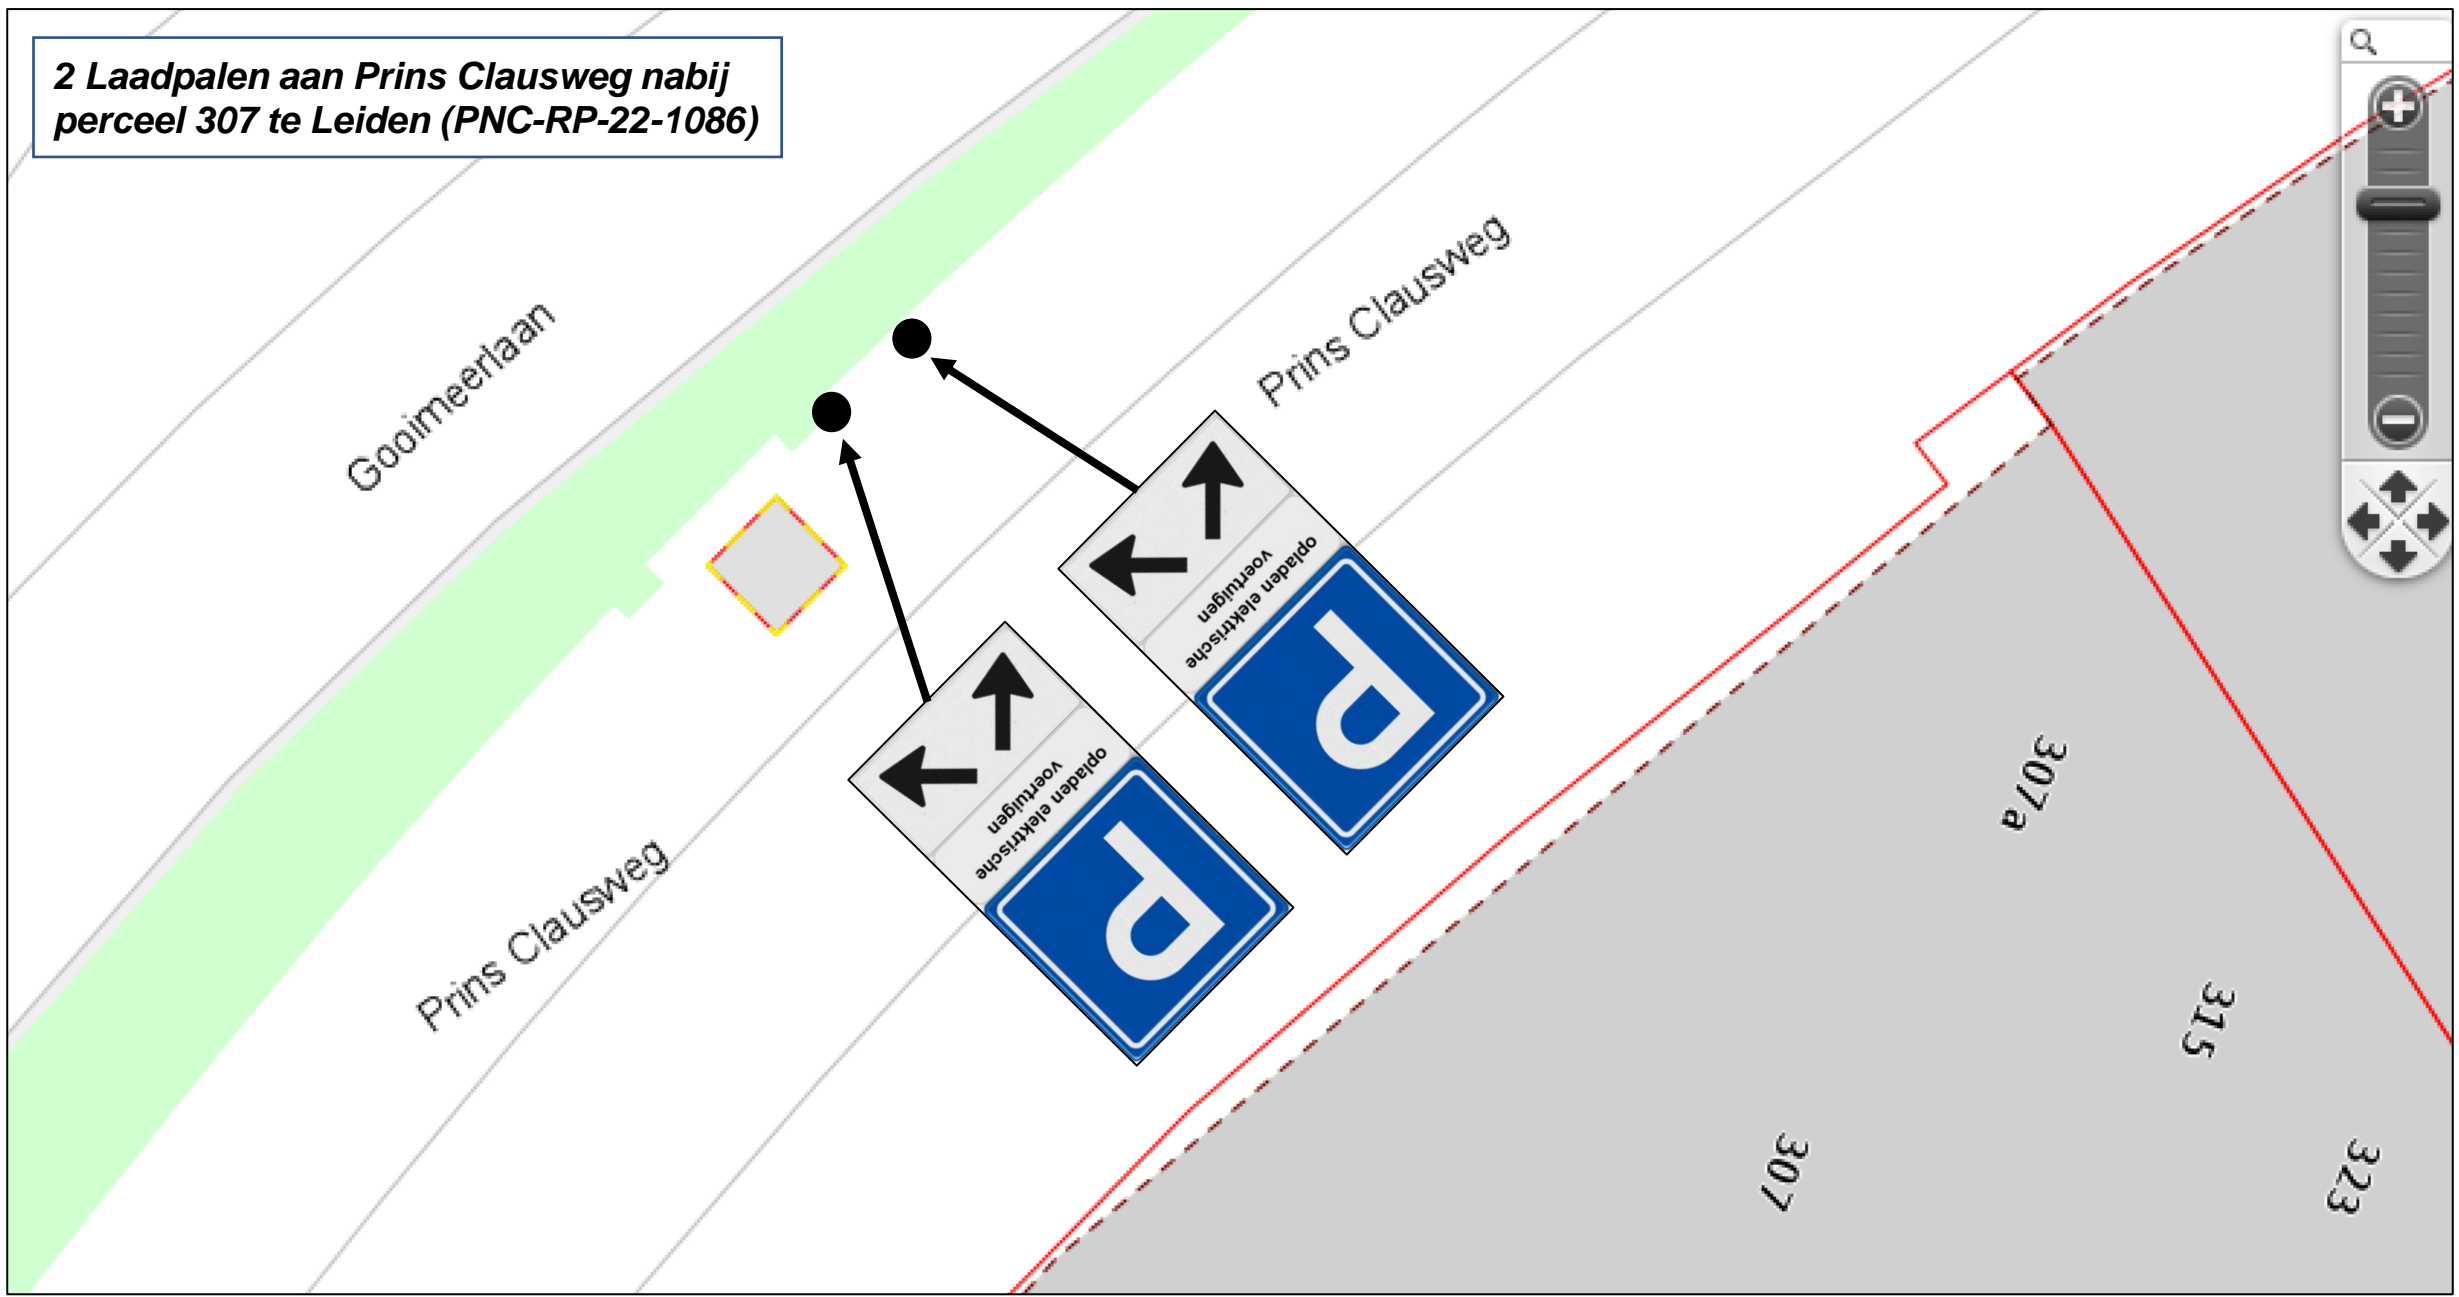 2 Laadpalen aan Prins Clausweg nabij
perceel 307 te Leiden (PNC-RP-22-1086)
Gooimeerlaan
Prins Clausweg
Prins Clausweg
P
opladen elektrische
voertuigen
P
opladen elektrische
voertuigen
307a
315
307
323